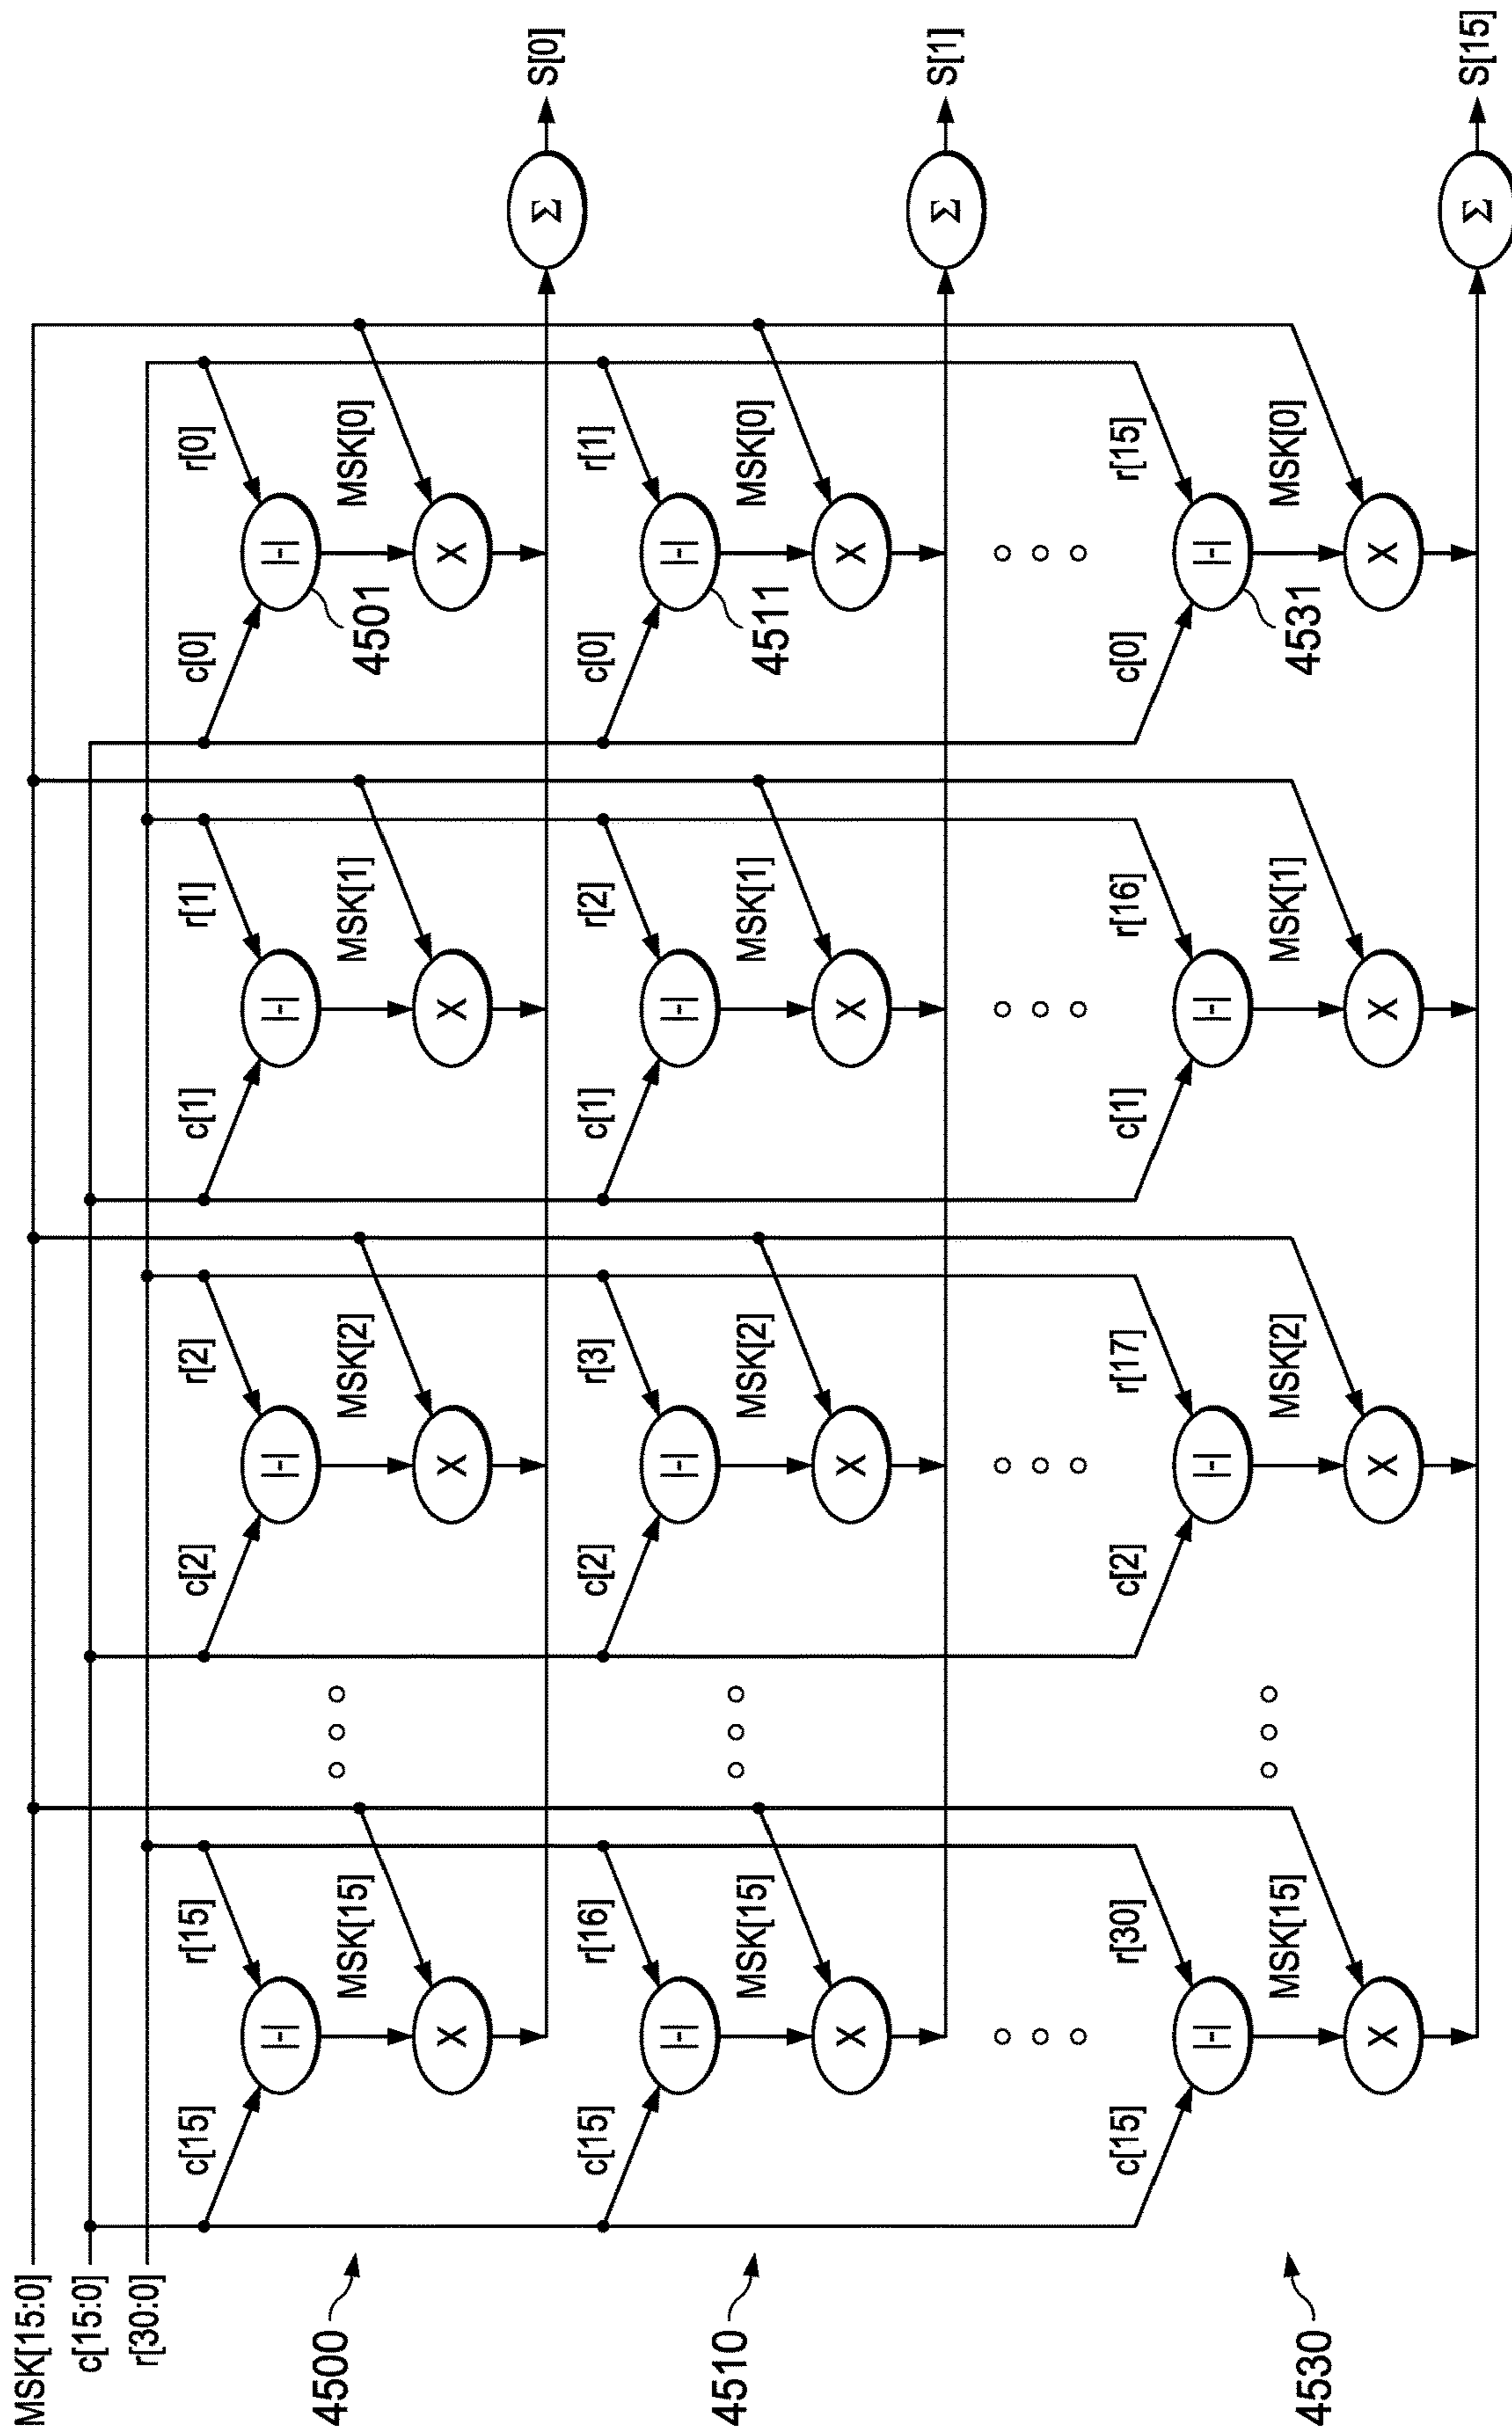 MSK[15:0]
c[15:0]
r[30:0]
c[15] r[15] c[2] r[2] c[1] r[1] c[0] r[0]
|-| |-| |-| |-|
4500 MSK[15] MSK[2] MSK[1] 4501 MSK[0]
X X X X
Σ S[0]
c[15] r[16] c[2] r[3] c[1] r[2] c[0] r[1]
|-| |-| |-| |-|
4510 MSK[15] MSK[2] MSK[1] 4511 MSK[0]
X X X X
Σ S[1]
c[15] r[30] c[2] r[17] c[1] r[16] c[0] r[15]
|-| |-| |-| |-|
4530 MSK[15] MSK[2] MSK[1] 4531 MSK[0]
X X X X
Σ S[15]